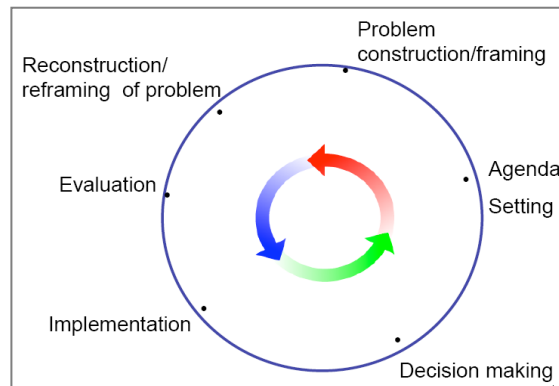 Problem
construction/framing
Reconstruction/
reframing of problem
Agenda
Setting
Evaluation
Implementation
Decision making